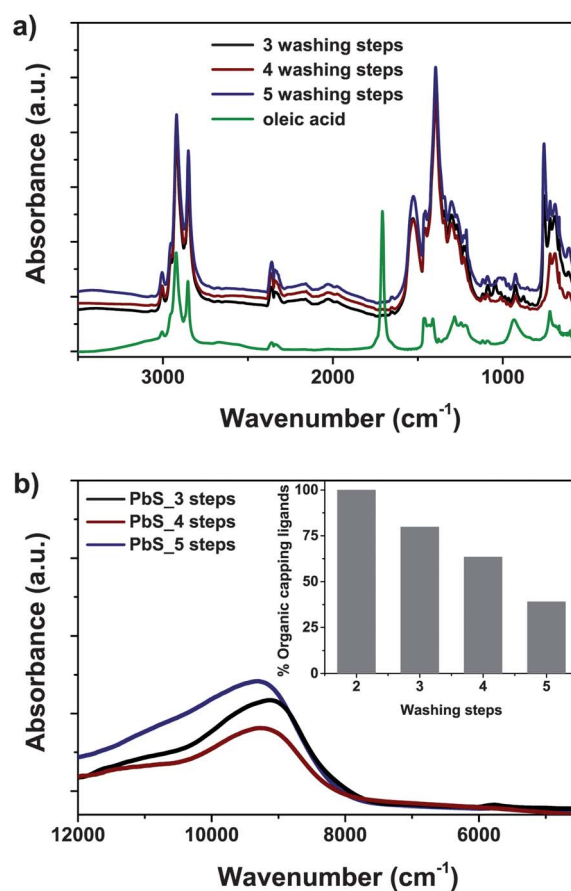 a)
3 washing steps
4 washing steps
5 washing steps
oleic acid
Absorbance (a.u.)
3000 2000 1000
Wavenumber (cm-1)
b)
PbS_3 steps
PbS_4 steps
PbS_5 steps
% Organic capping ligands
100
75
50
25
0
2 3 4 5
Washing steps
Absorbance (a.u.)
12000 10000 8000 6000
Wavenumber (cm-1)